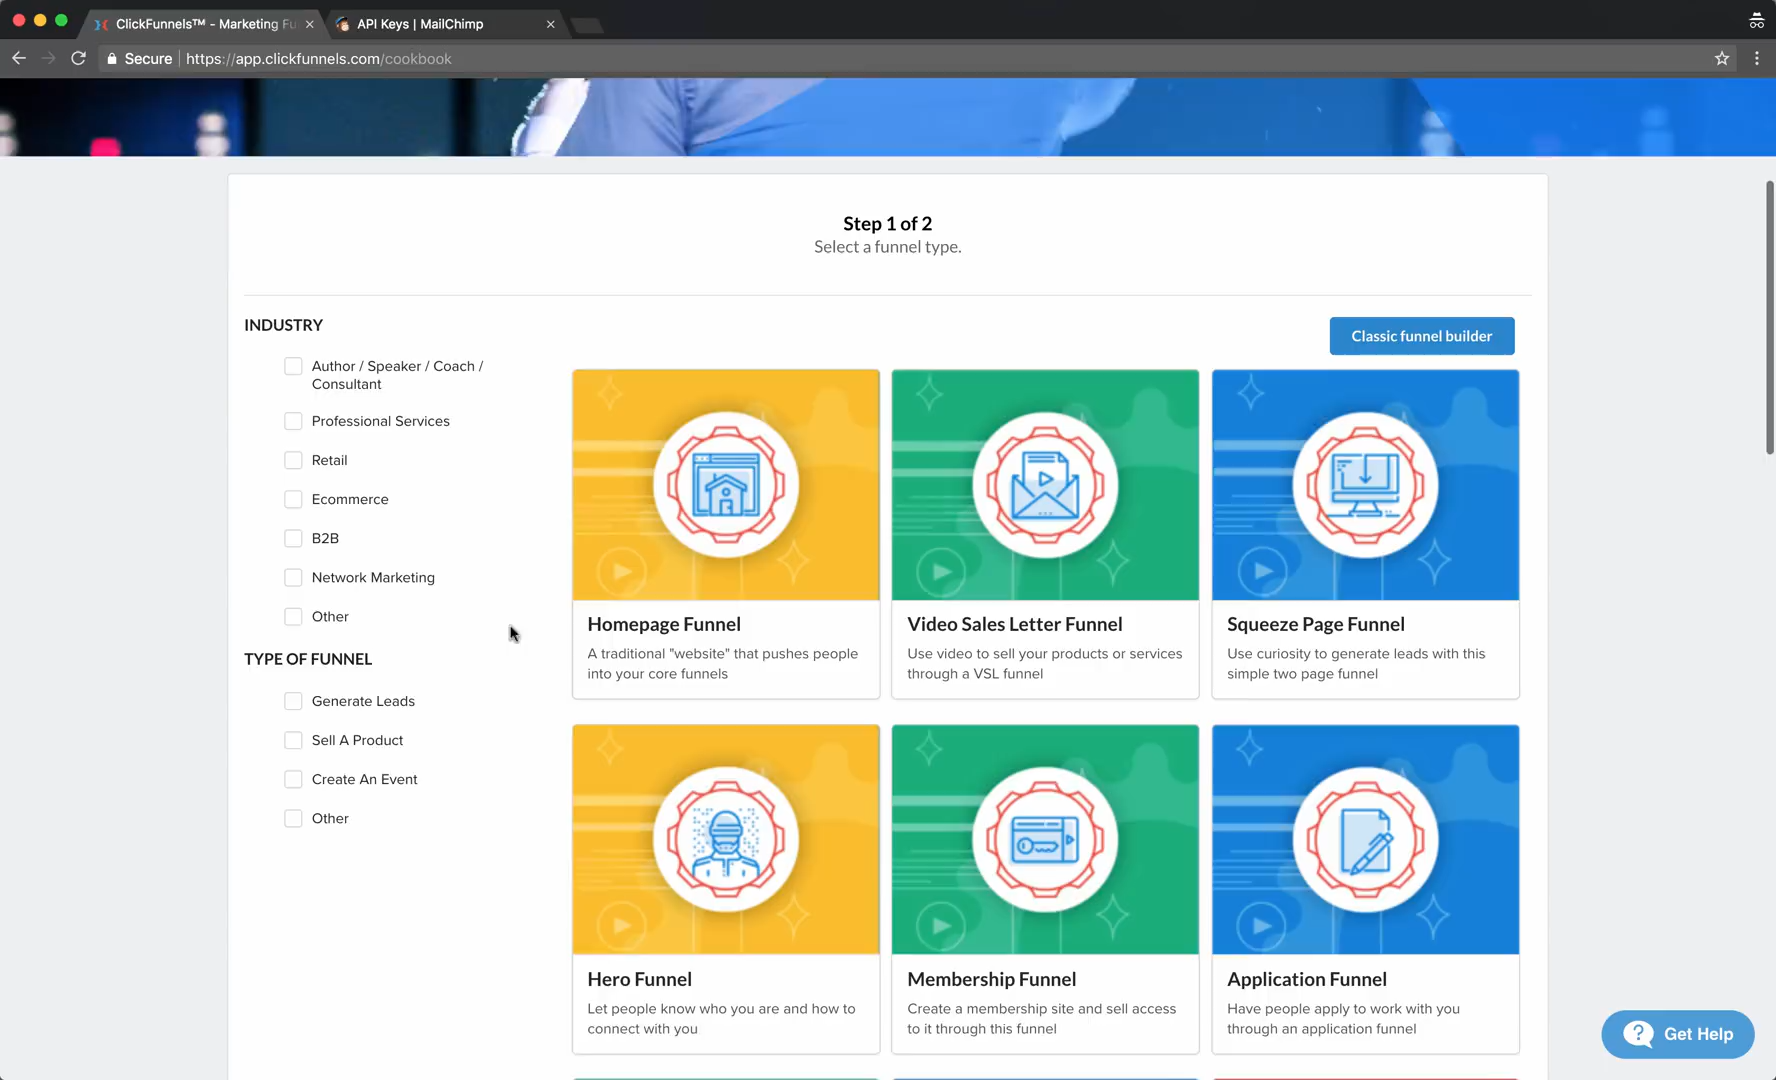 ClickFunnels™ - Marketing Fu
API Keys | MailChimp
Secure
https://app.clickfunnels.com/cookbook
Step 1 of 2
Select a funnel type.
INDUSTRY
Classic funnel builder
Author / Speaker / Coach /
Consultant
Professional Services
Retail
Ecommerce
B2B
Network Marketing
Other
TYPE OF FUNNEL
Generate Leads
Sell A Product
Create An Event
Other
Homepage Funnel
A traditional "website" that pushes people
into your core funnels
Video Sales Letter Funnel
Use video to sell your products or services
through a VSL funnel
Squeeze Page Funnel
Use curiosity to generate leads with this
simple two page funnel
Hero Funnel
Let people know who you are and how to
connect with you
Membership Funnel
Create a membership site and sell access
to it through this funnel
Application Funnel
Have people apply to work with you
through an application funnel
Get Help